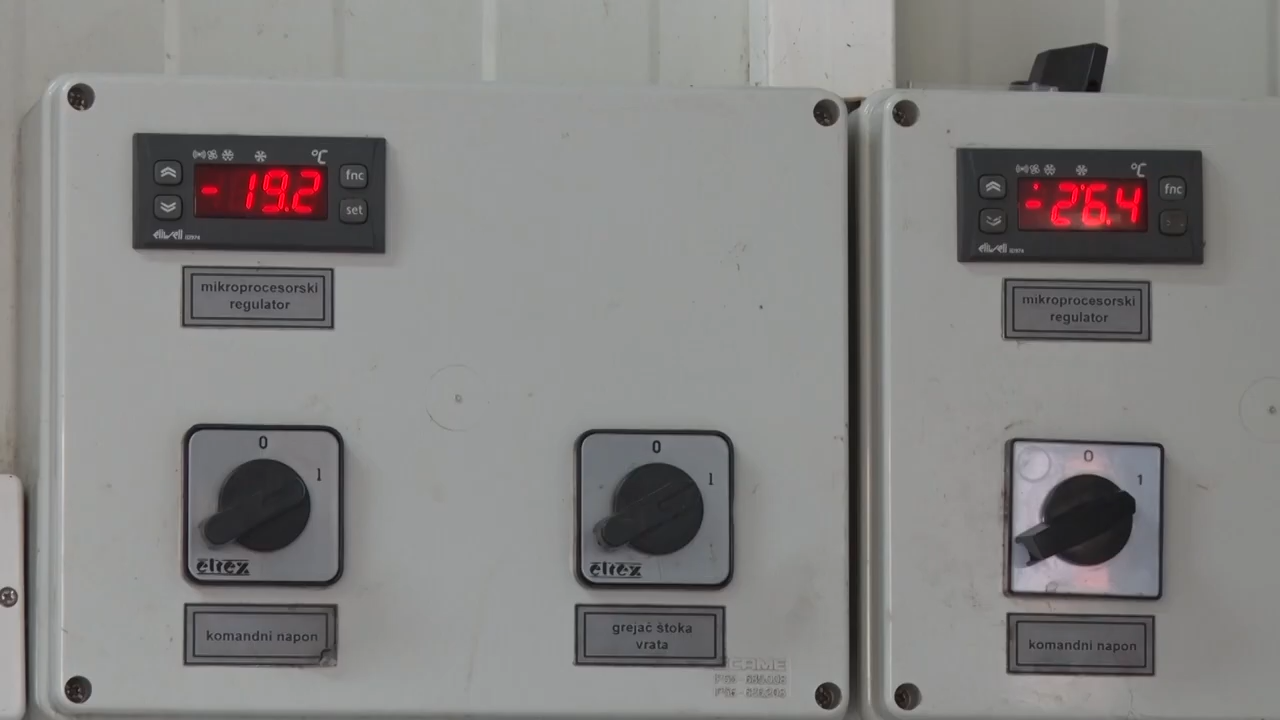 °C
-19.2
fnc
set
eliwell
mikroprocesorski
regulator
0
1
eltex
komandni napon
0
1
eltex
grejač štoka
vrata
CAME
°C
-26.4
fnc
eliwell
mikroprocesorski
regulator
0
1
komandni napon